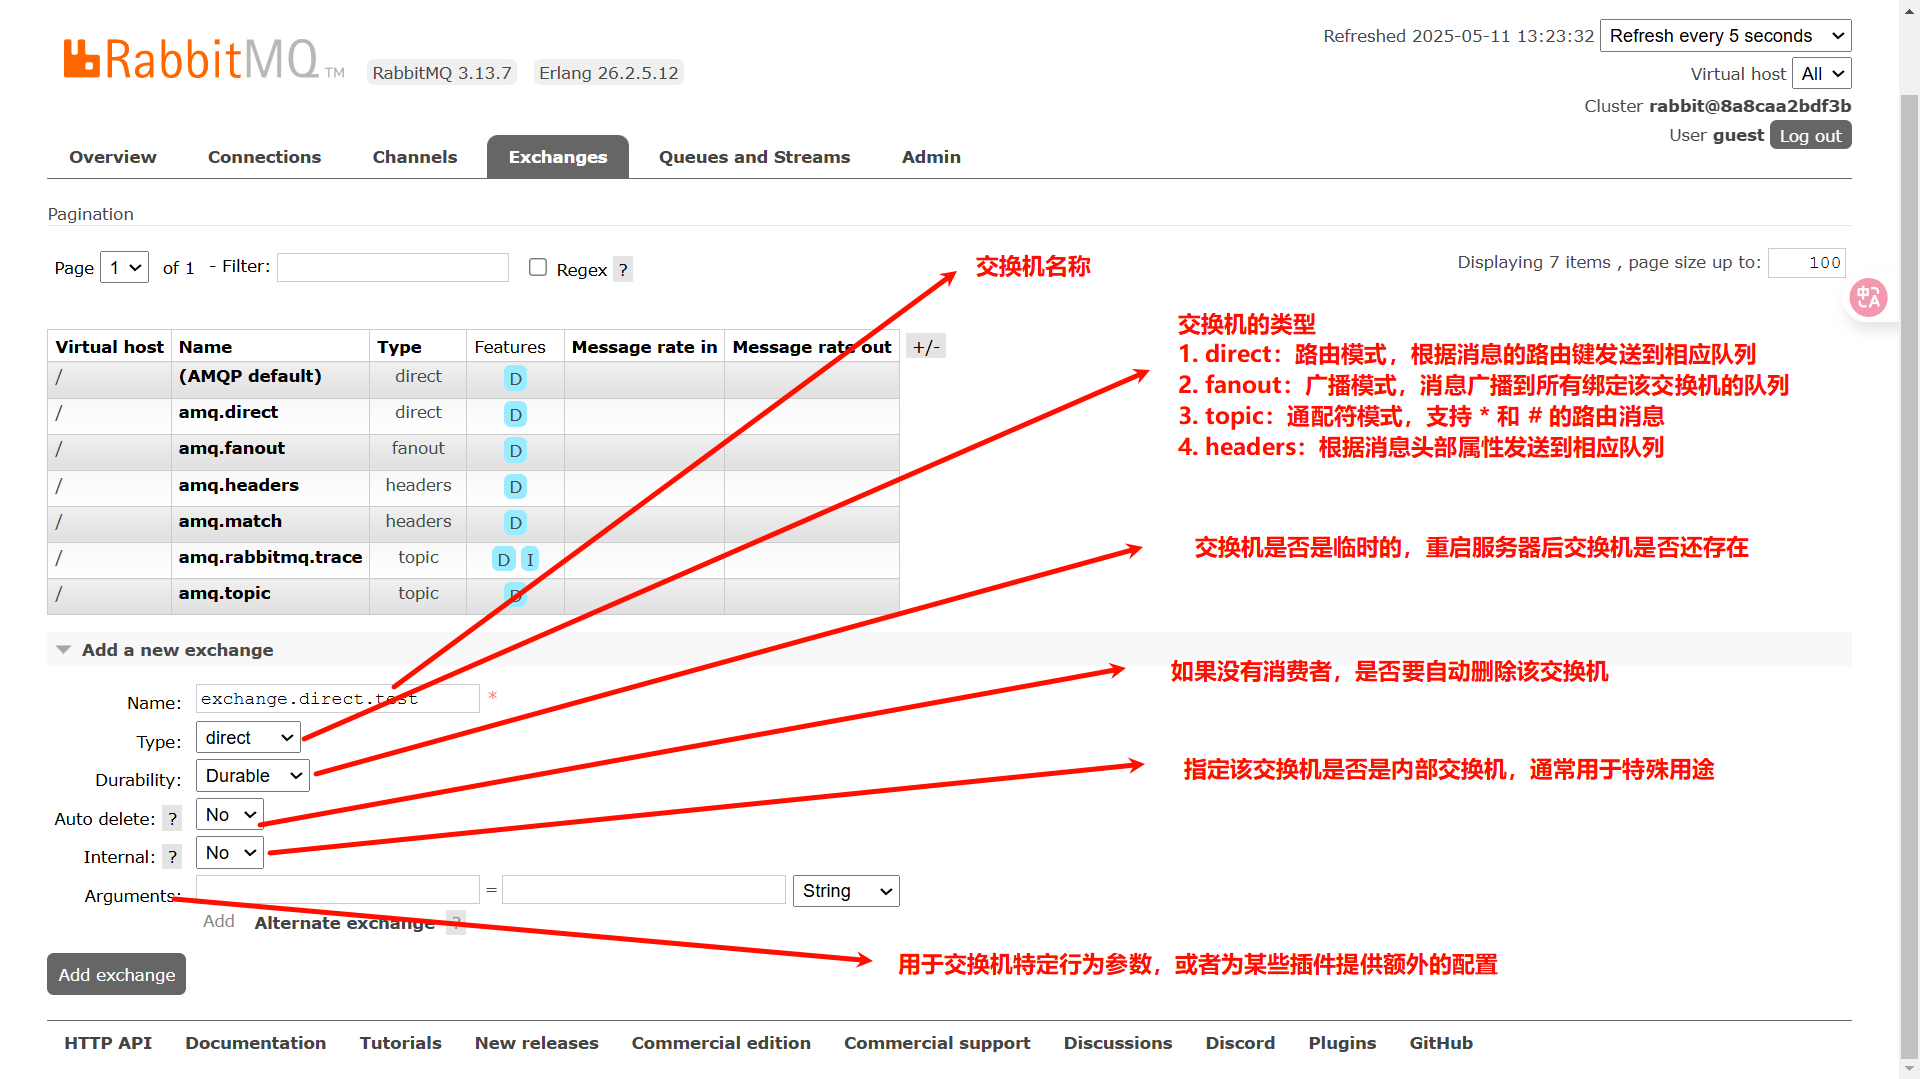 RabbitMQ TM
RabbitMQ 3.13.7 Erlang 26.2.5.12
Refreshed 2025-05-11 13:23:32 Refresh every 5 seconds
Virtual host All
Cluster rabbit@8a8caa2bdf3b
User guest Log out
Overview Connections Channels Exchanges Queues and Streams Admin
Pagination
Page 1 of 1 - Filter: Regex ?
交换机名称
Displaying 7 items , page size up to: 100
中A
交换机的类型
1. direct：路由模式，根据消息的路由键发送到相应队列
2. fanout：广播模式，消息广播到所有绑定该交换机的队列
3. topic：通配符模式，支持 * 和 # 的路由消息
4. headers：根据消息头部属性发送到相应队列
Virtual host Name Type Features Message rate in Message rate out +/-
/ (AMQP default) direct D
/ amq.direct direct D
/ amq.fanout fanout D
/ amq.headers headers D
/ amq.match headers D
/ amq.rabbitmq.trace topic D I
/ amq.topic topic D
交换机是否是临时的，重启服务器后交换机是否还存在
Add a new exchange
如果没有消费者，是否要自动删除该交换机
Name: exchange.direct.test *
Type: direct
Durability: Durable
指定该交换机是否是内部交换机，通常用于特殊用途
Auto delete: ? No
Internal: ? No
Arguments: = String
Add Alternate exchange ?
用于交换机特定行为参数，或者为某些插件提供额外的配置
Add exchange
HTTP API Documentation Tutorials New releases Commercial edition Commercial support Discussions Discord Plugins GitHub